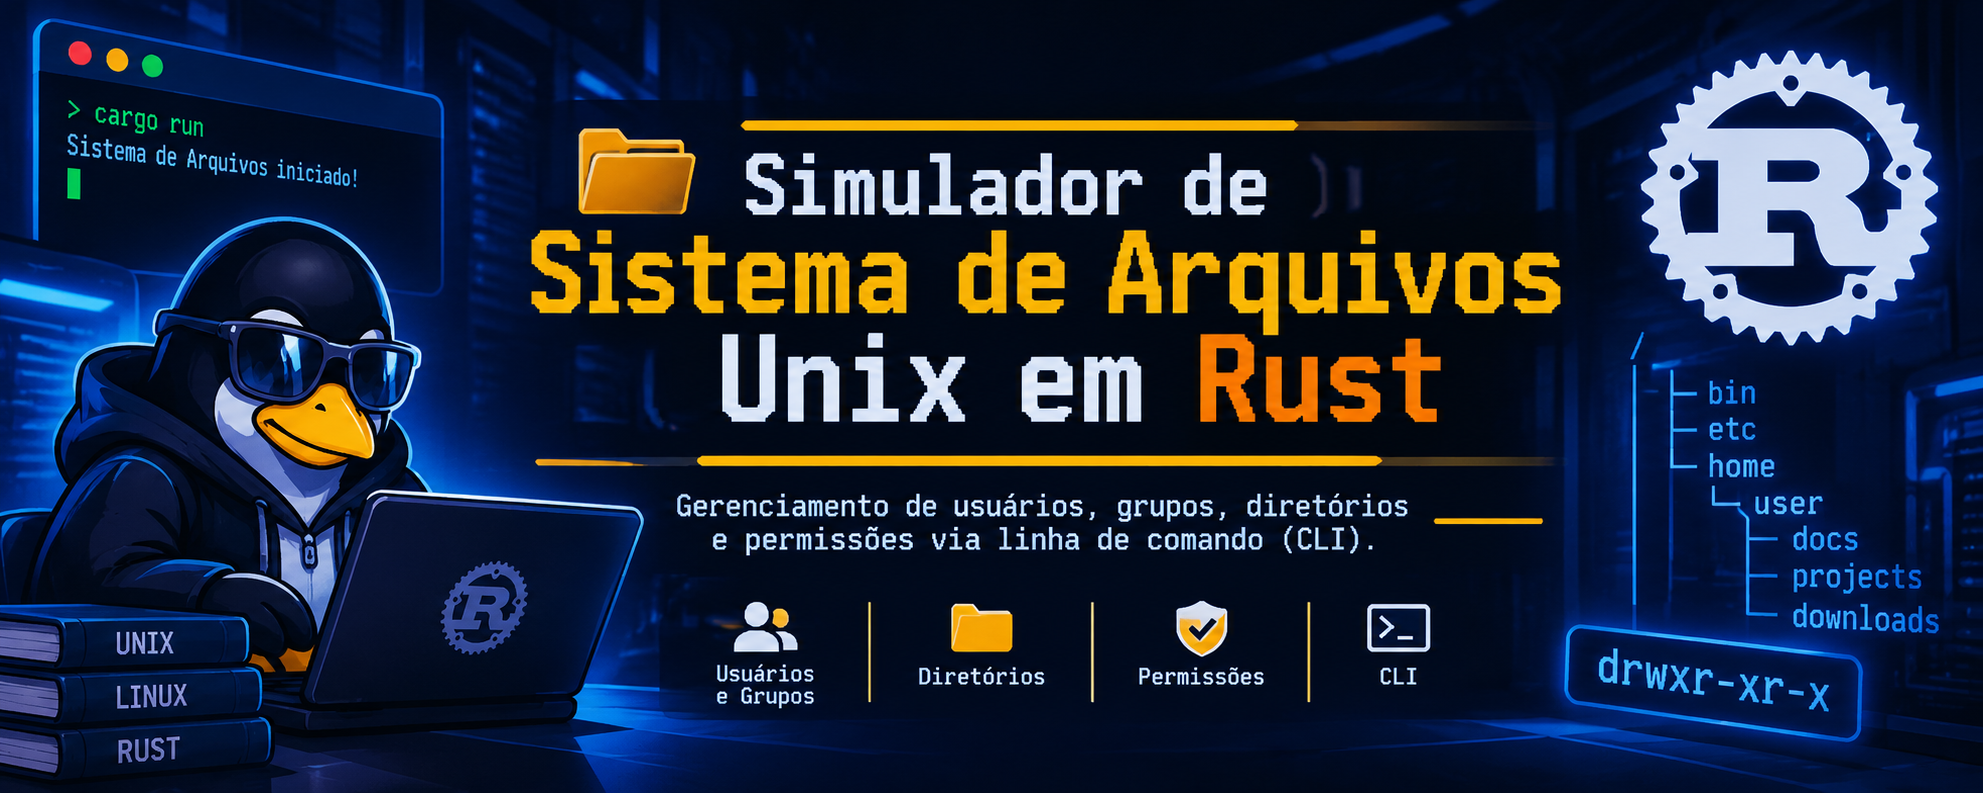 > cargo run
Sistema de Arquivos iniciado!
Simulador de
Sistema de Arquivos
Unix em Rust
Gerenciamento de usuários, grupos, diretórios
e permissões via linha de comando (CLI).
Usuários
e Grupos
Diretórios
Permissões
CLI
R
bin
etc
home
user
docs
projects
downloads
drwxr-xr-x
R
UNIX
LINUX
RUST